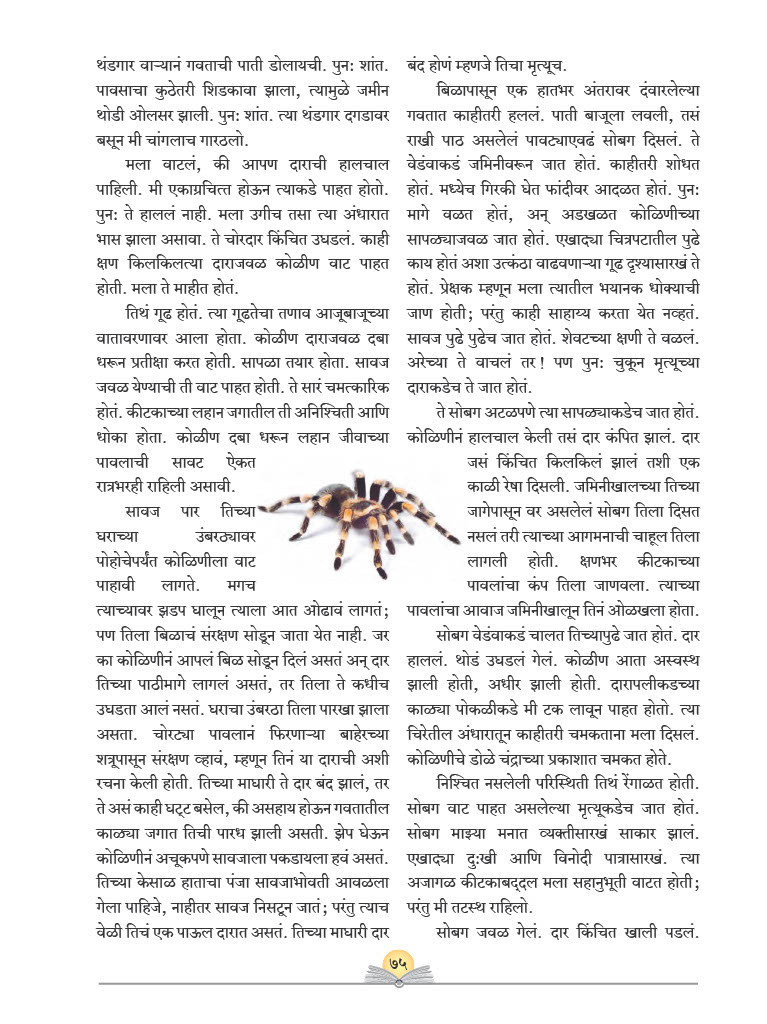 थंडगार वाऱ्यानं गवताची पाती डोलायची. पुन: शांत.
पावसाचा कुठेतरी शिडकावा झाला, त्यामुळे जमीन
थोडी ओलसर झाली. पुन: शांत. त्या थंडगार दगडावर
बसून मी चांगलाच गारठलो.
मला वाटलं, की आपण दाराची हालचाल
पाहिली. मी एकाग्रचित्त होऊन त्याकडे पाहत होतो.
पुन: ते हाललं नाही. मला उगीच तसा त्या अंधारात
भास झाला असावा. ते चोरदार किंचित उघडलं. काही
क्षण किलकिलत्या दाराजवळ कोळीण वाट पाहत
होती. मला ते माहीत होतं.
तिथं गूढ होतं. त्या गूढतेचा तणाव आजूबाजूच्या
वातावरणावर आला होता. कोळीण दाराजवळ दबा
धरून प्रतीक्षा करत होती. सापळा तयार होता. सावज
जवळ येण्याची ती वाट पाहत होती. ते सारं चमत्कारिक
होतं. कीटकाच्या लहान जगातील ती अनिश्चिती आणि
धोका होता. कोळीण दबा धरून लहान जीवाच्या
पावलाची सावट ऐकत
रात्रभरही राहिली असावी.
सावज पार तिच्या
घराच्या उंबरठ्यावर
पोहोचेपर्यंत कोळिणीला वाट
पाहावी लागते. मगच
त्याच्यावर झडप घालून त्याला आत ओढावं लागतं;
पण तिला बिळाचं संरक्षण सोडून जाता येत नाही. जर
का कोळिणीनं आपलं बिळ सोडून दिलं असतं अन् दार
तिच्या पाठीमागे लागलं असतं, तर तिला ते कधीच
उघडता आलं नसतं. घराचा उंबरठा तिला पारखा झाला
असता. चोरट्या पावलानं फिरणाऱ्या बाहेरच्या
शत्रूपासून संरक्षण व्हावं, म्हणून तिनं या दाराची अशी
रचना केली होती. तिच्या माघारी ते दार बंद झालं, तर
ते असं काही घट्ट बसेल, की असहाय होऊन गवतातील
काळ्या जगात तिची पारध झाली असती. झेप घेऊन
कोळिणीनं अचूकपणे सावजाला पकडायला हवं असतं.
तिच्या केसाळ हाताचा पंजा सावजाभोवती आवळला
गेला पाहिजे, नाहीतर सावज निसटून जातं; परंतु त्याच
वेळी तिचं एक पाऊल दारात असतं. तिच्या माघारी दार
बंद होणं म्हणजे तिचा मृत्यूच.
बिळापासून एक हातभर अंतरावर दंवारलेल्या
गवतात काहीतरी हललं. पाती बाजूला लवली, तसं
राखी पाठ असलेलं पावट्याएवढं सोबग दिसलं. ते
वेडंवाकडं जमिनीवरून जात होतं. काहीतरी शोधत
होतं. मध्येच गिरकी घेत फांदीवर आदळत होतं. पुन:
मागे वळत होतं, अन् अडखळत कोळिणीच्या
सापळ्याजवळ जात होतं. एखाद्या चित्रपटातील पुढे
काय होतं अशा उत्कंठा वाढवणाऱ्या गूढ दृश्यासारखं ते
होतं. प्रेक्षक म्हणून मला त्यातील भयानक धोक्याची
जाण होती; परंतु काही साहाय्य करता येत नव्हतं.
सावज पुढे पुढेच जात होतं. शेवटच्या क्षणी ते वळलं.
अरेच्या ते वाचलं तर! पण पुन: चुकून मृत्यूच्या
दाराकडेच ते जात होतं.
ते सोबग अटळपणे त्या सापळ्याकडेच जात होतं.
कोळिणीनं हालचाल केली तसं दार कंपित झालं. दार
जसं किंचित किलकिलं झालं तशी एक
काळी रेषा दिसली. जमिनीखालच्या तिच्या
जागेपासून वर असलेलं सोबग तिला दिसत
नसलं तरी त्याच्या आगमनाची चाहूल तिला
लागली होती. क्षणभर कीटकाच्या
पावलांचा कंप तिला जाणवला. त्याच्या
पावलांचा आवाज जमिनीखालून तिनं ओळखला होता.
सोबग वेडंवाकडं चालत तिच्यापुढे जात होतं. दार
हाललं. थोडं उघडलं गेलं. कोळीण आता अस्वस्थ
झाली होती, अधीर झाली होती. दारापलीकडच्या
काळ्या पोकळीकडे मी टक लावून पाहत होतो. त्या
चिरेतील अंधारातून काहीतरी चमकताना मला दिसलं.
कोळिणीचे डोळे चंद्राच्या प्रकाशात चमकत होते.
निश्चित नसलेली परिस्थिती तिथं रेंगाळत होती.
सोबग वाट पाहत असलेल्या मृत्यूकडेच जात होतं.
सोबग माझ्या मनात व्यक्तीसारखं साकार झालं.
एखाद्या दु:खी आणि विनोदी पात्रासारखं. त्या
अजागळ कीटकाबद्दल मला सहानुभूती वाटत होती;
परंतु मी तटस्थ राहिलो.
सोबग जवळ गेलं. दार किंचित खाली पडलं.
७५